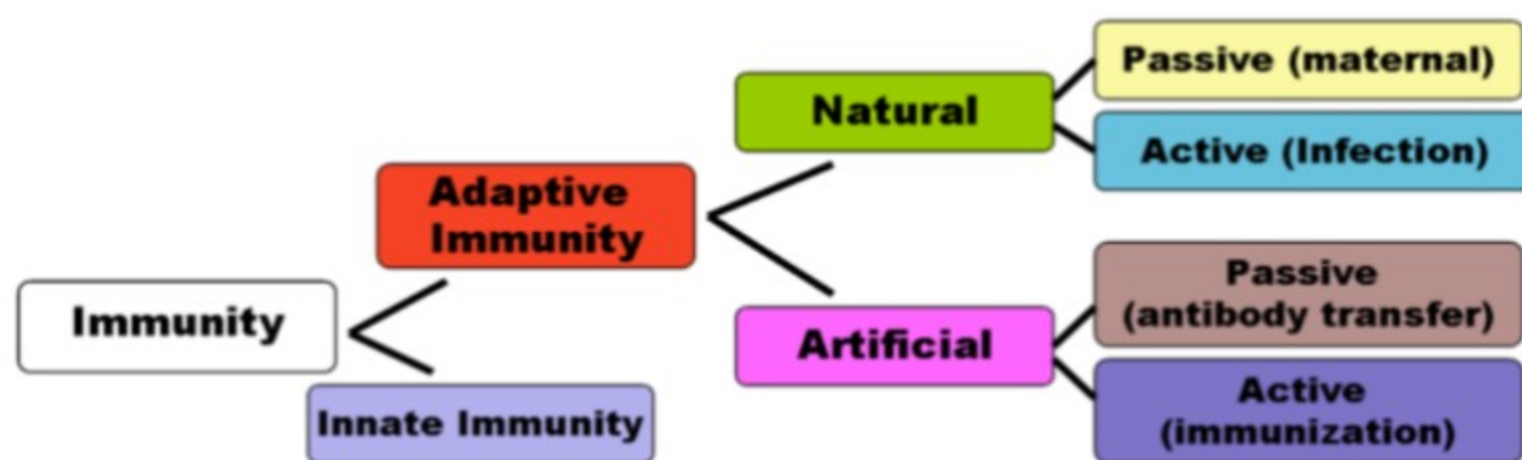 Immunity
Adaptive
Immunity
Innate Immunity
Natural
Artificial
Passive (maternal)
Active (Infection)
Passive
(antibody transfer)
Active
(immunization)